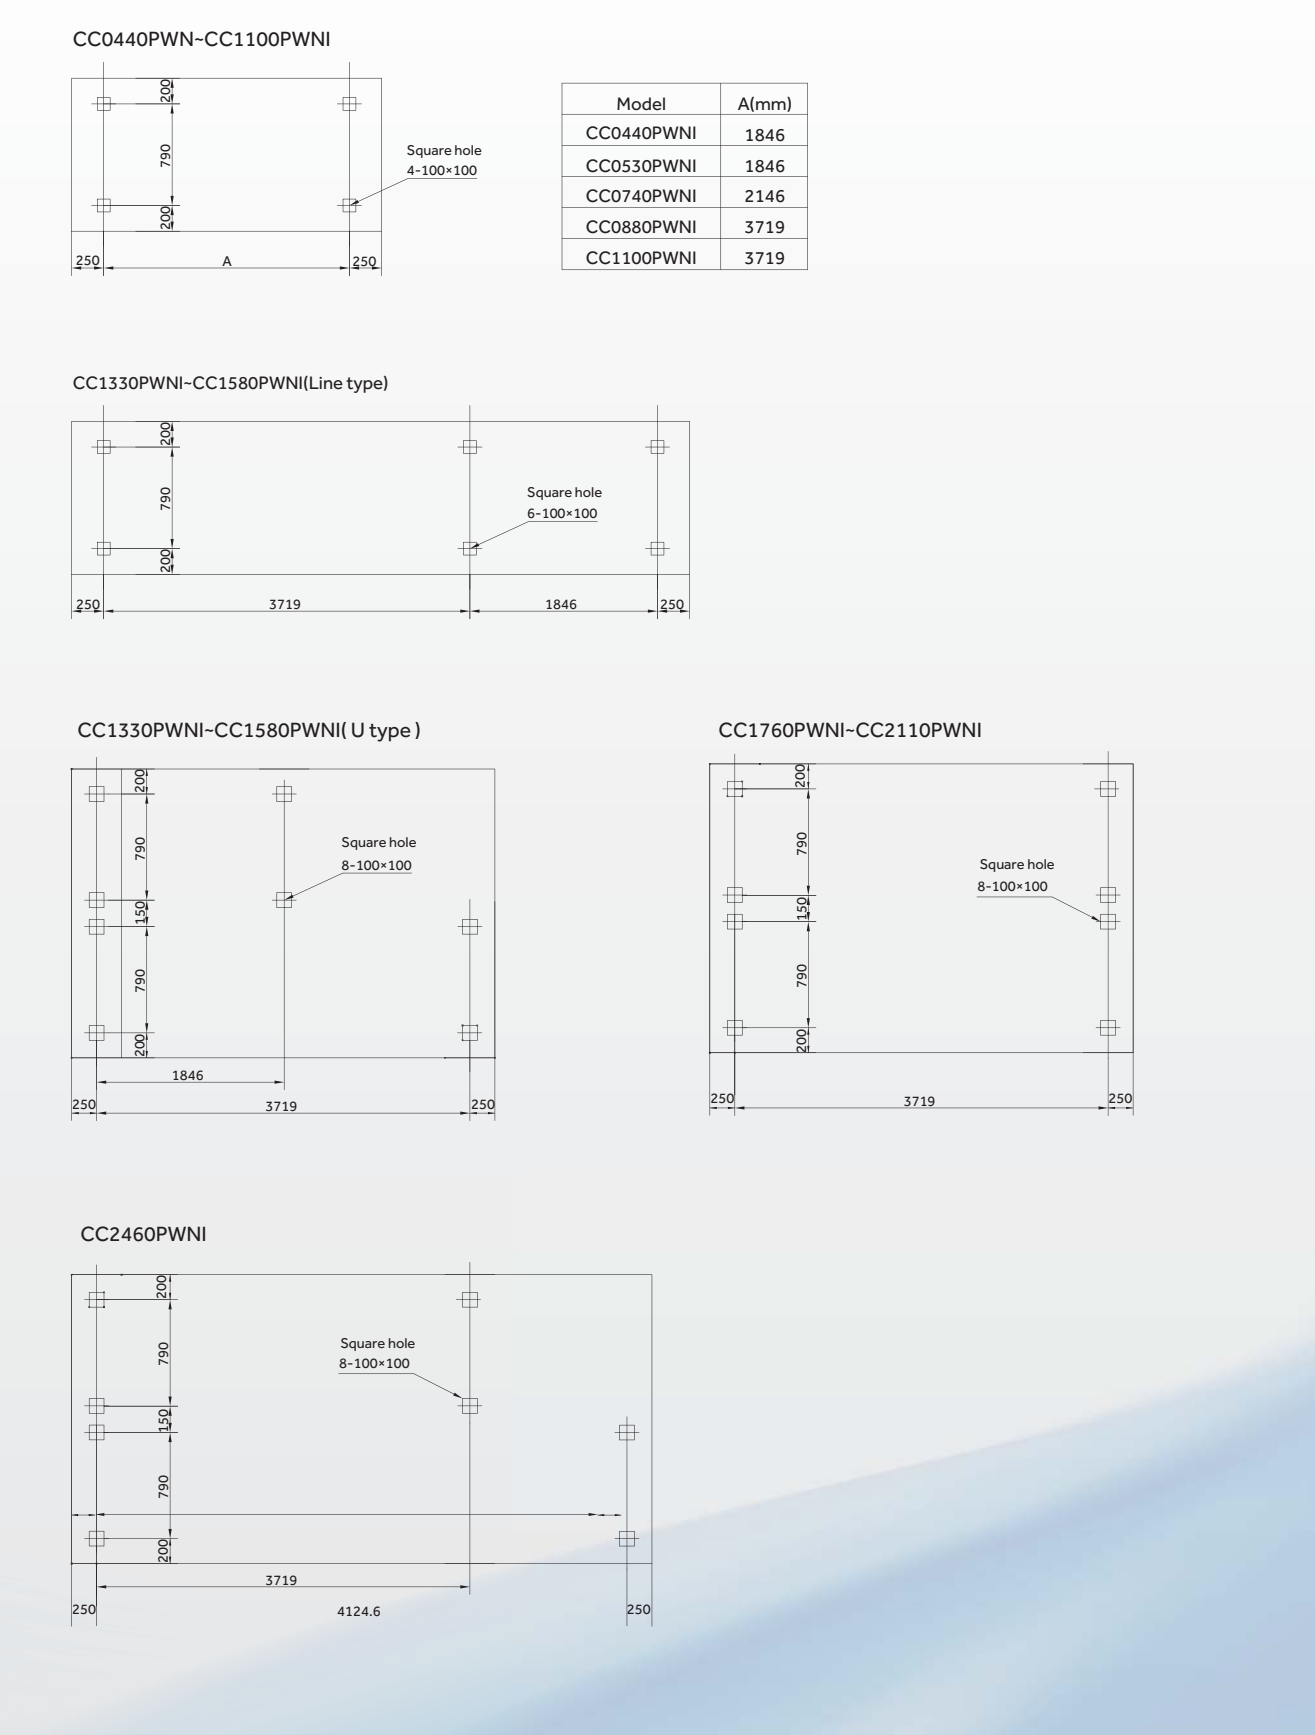 CC0440PWN~CC1100PWNI
200
790
200
Square hole
4-100×100
250 A 250
Model A(mm)
CC0440PWNI 1846
CC0530PWNI 1846
CC0740PWNI 2146
CC0880PWNI 3719
CC1100PWNI 3719
CC1330PWNI~CC1580PWNI(Line type)
200
790
200
Square hole
6-100×100
250 3719 1846 250
CC1330PWNI~CC1580PWNI( U type )
200
790
150
790
200
Square hole
8-100×100
1846
250 3719 250
CC1760PWNI~CC2110PWNI
200
790
150
790
200
Square hole
8-100×100
250 3719 250
CC2460PWNI
200
790
150
790
200
Square hole
8-100×100
3719
250 4124.6 250